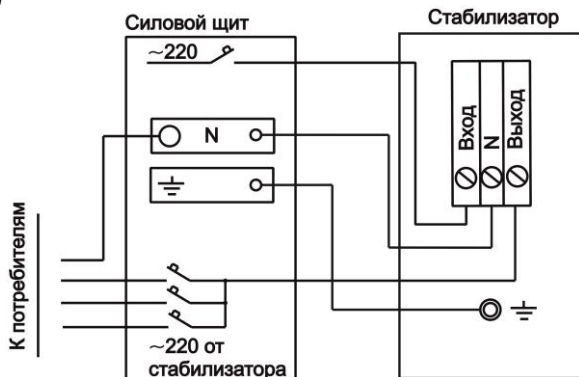 Силовой щит
Стабилизатор
~220
Вход
N
Выход
N
К потребителям
~220 от
стабилизатора